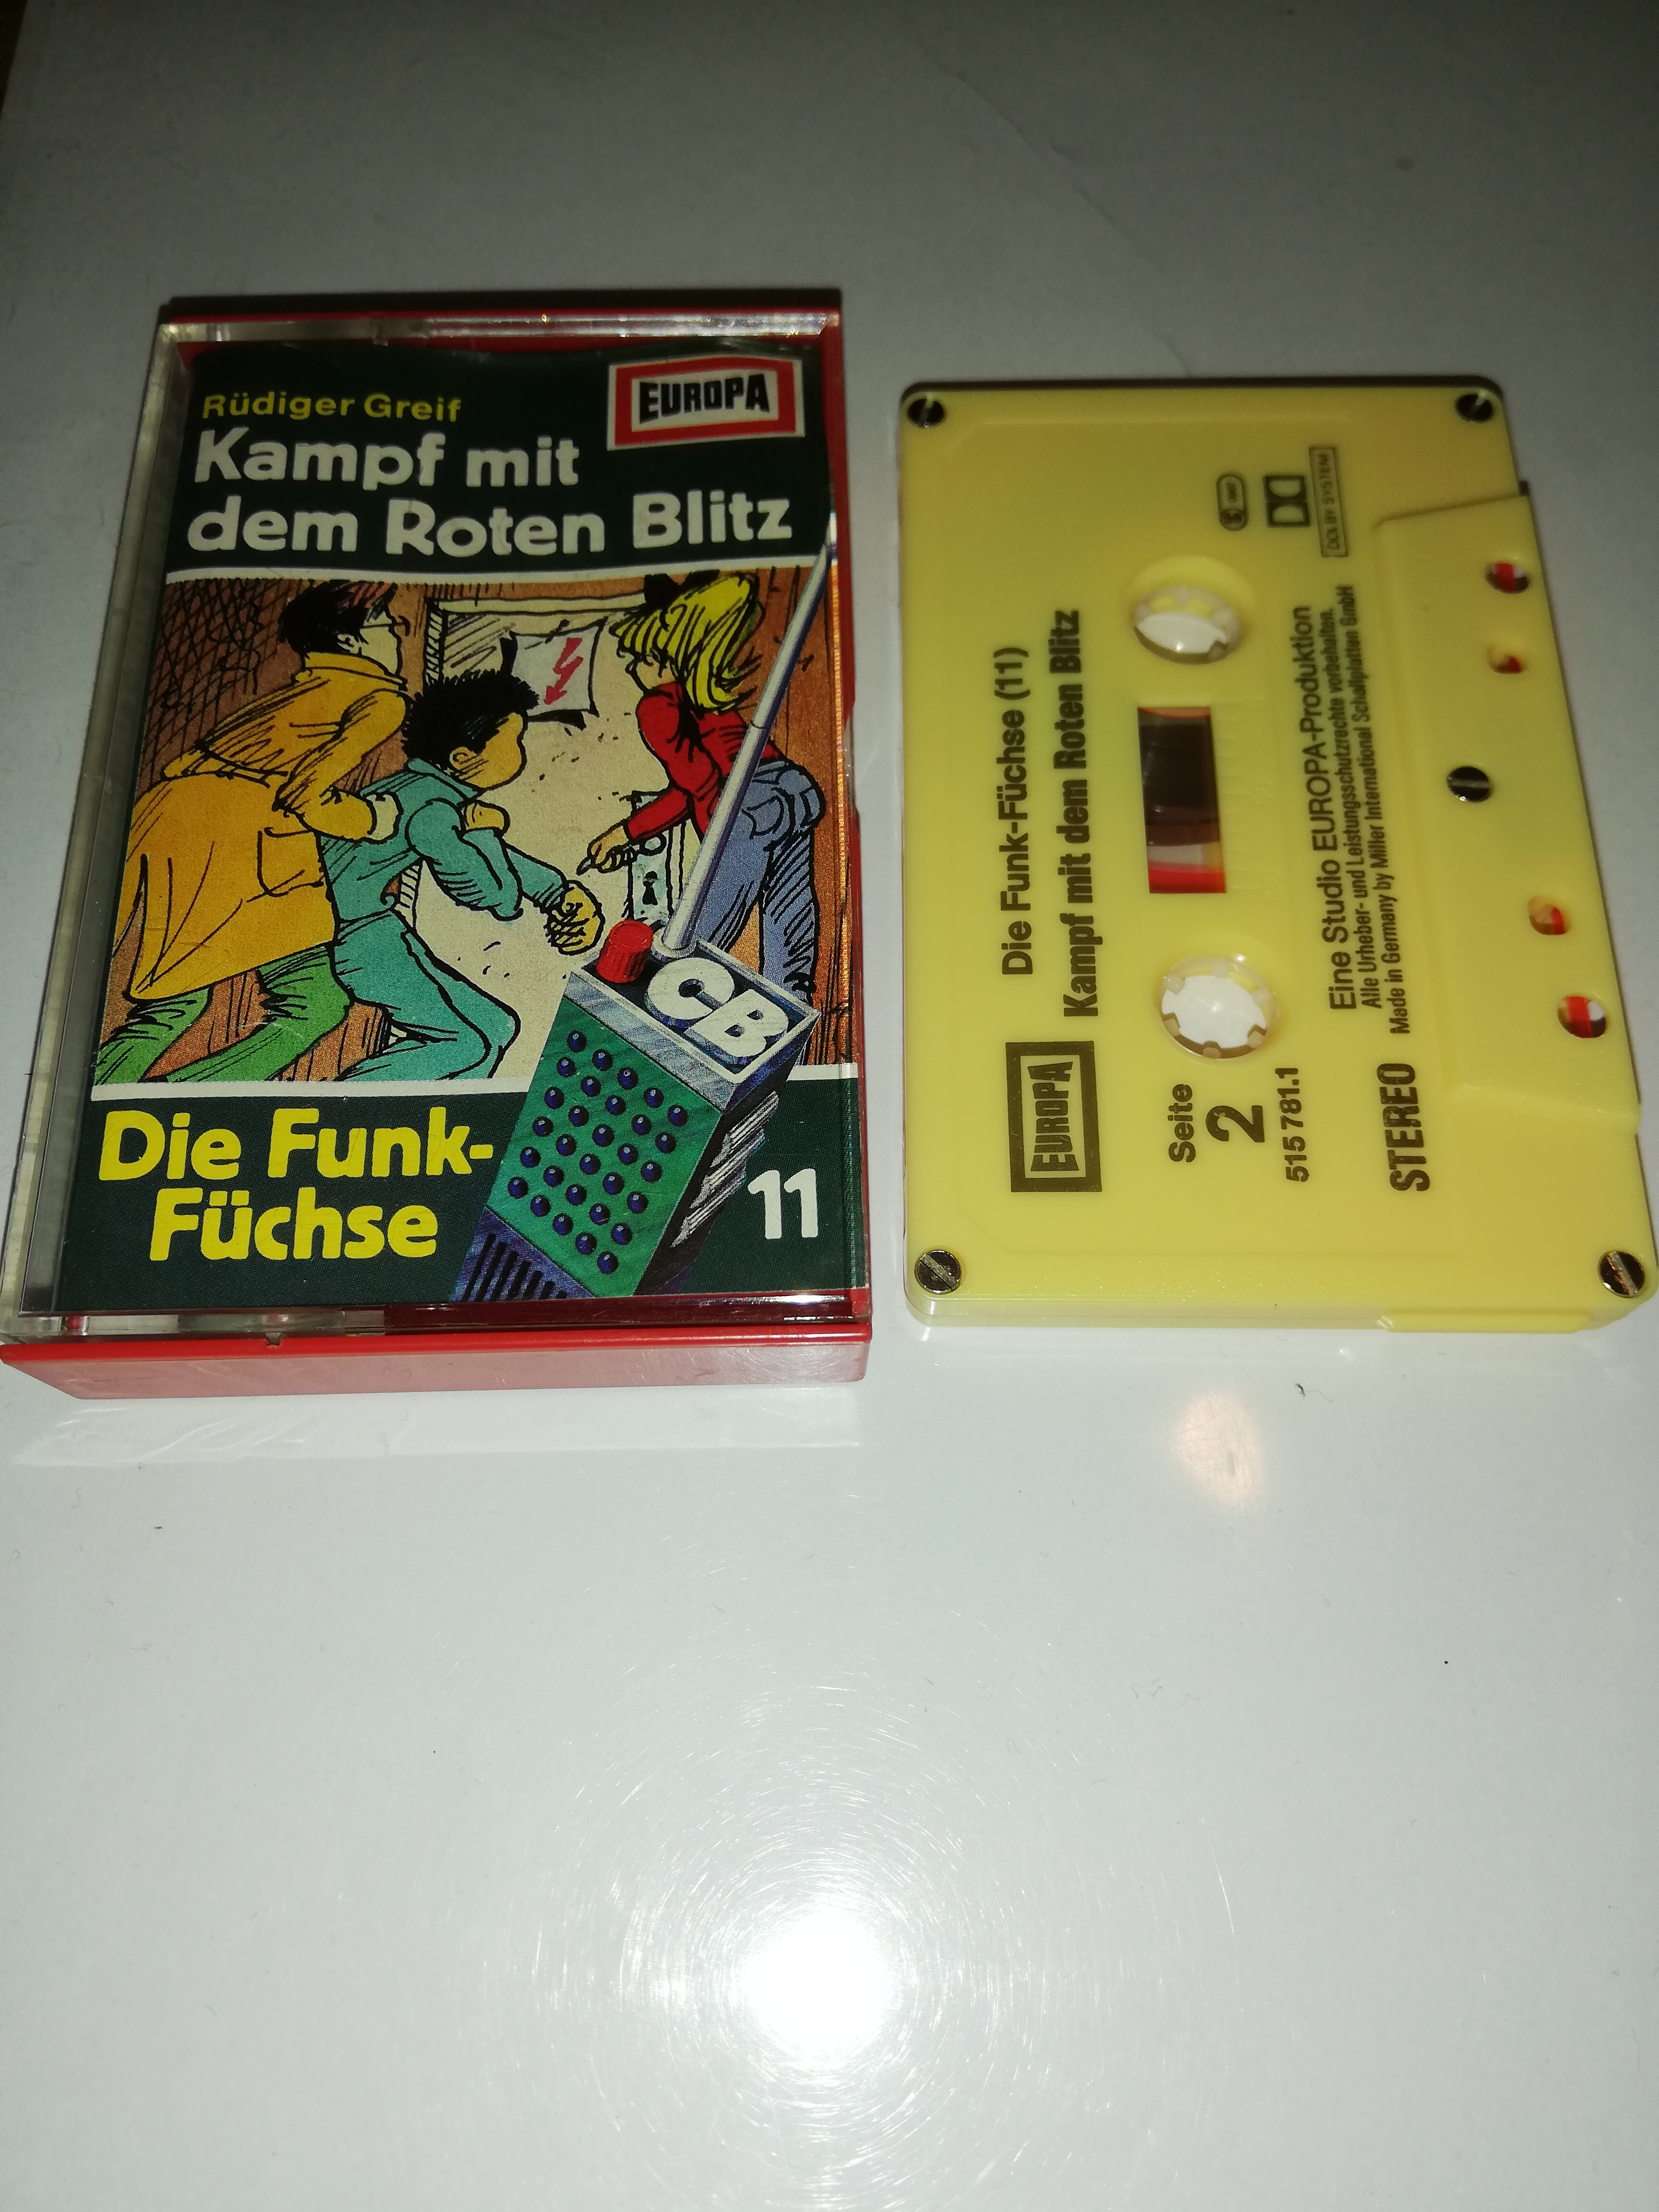 Rüdiger Greif
EUROPA
Kampf mit
dem Roten Blitz
CB
Die Funk-
Füchse
11
Die Funk-Füchse (11)
Kampf mit dem Roten Blitz
EUROPA
Seite
2
515 781.1
DOLBY SYSTEM
Eine Studio EUROPA-Produktion
Alle Urheber- und Leistungsschutzrechte vorbehalten.
Made in Germany by Miller International Schallplatten GmbH
STEREO